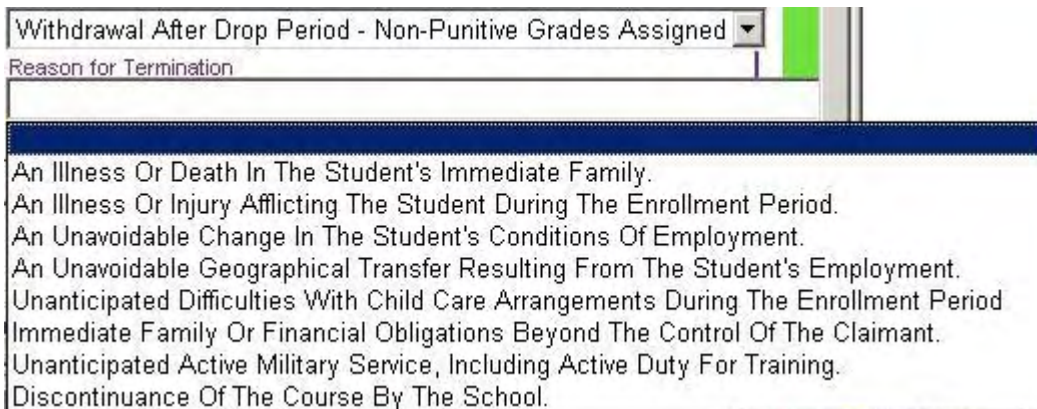 Withdrawal After Drop Period - Non-Punitive Grades Assigned
Reason for Termination
An Illness Or Death In The Student's Immediate Family.
An Illness Or Injury Afflicting The Student During The Enrollment Period.
An Unavoidable Change In The Student's Conditions Of Employment.
An Unavoidable Geographical Transfer Resulting From The Student's Employment.
Unanticipated Difficulties With Child Care Arrangements During The Enrollment Period
Immediate Family Or Financial Obligations Beyond The Control Of The Claimant.
Unanticipated Active Military Service, Including Active Duty For Training.
Discontinuance Of The Course By The School.